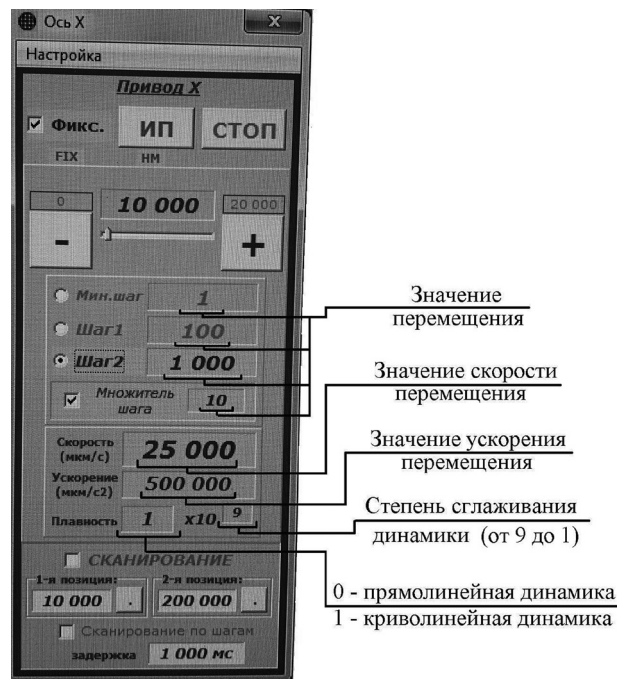 Ось X
X
Настройка
Привод X
Фикс.
ИП
СТОП
FIX
НМ
0
10 000
20 000
-
+
Мин.шаг
1
Шаг1
100
Шаг2
1 000
Множитель
шага
10
Скорость
(мкм/с)
25 000
Ускорение
(мкм/с2)
500 000
Плавность
1
x10
9
СКАНИРОВАНИЕ
1-я позиция:
2-я позиция:
10 000
.
200 000
.
Сканирование по шагам
задержка
1 000 мс
Значение
перемещения
Значение скорости
перемещения
Значение ускорения
перемещения
Степень сглаживания
динамики (от 9 до 1)
0 - прямолинейная динамика
1 - криволинейная динамика